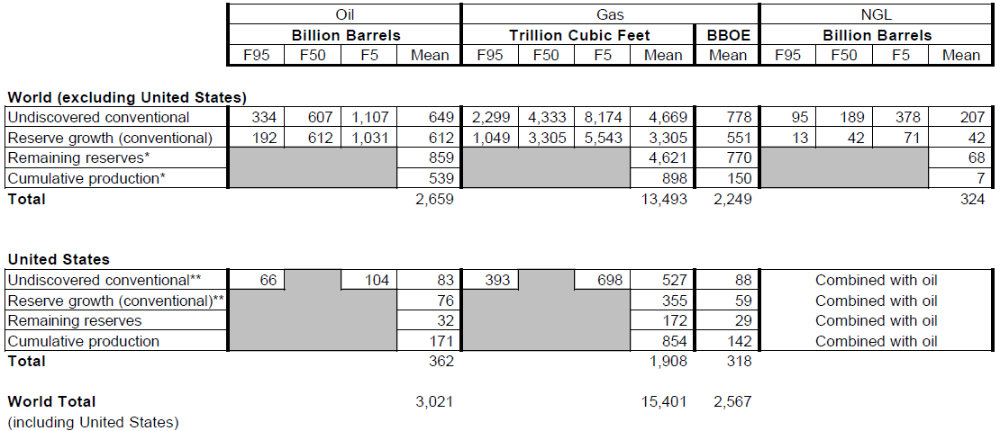 Oil Gas NGL
Billion Barrels Trillion Cubic Feet BBOE Billion Barrels
F95 F50 F5 Mean F95 F50 F5 Mean Mean F95 F50 F5 Mean
World (excluding United States)
Undiscovered conventional 334 607 1,107 649 2,299 4,333 8,174 4,669 778 95 189 378 207
Reserve growth (conventional) 192 612 1,031 612 1,049 3,305 5,543 3,305 551 13 42 71 42
Remaining reserves* 859 4,621 770 68
Cumulative production* 539 898 150 7
Total 2,659 13,493 2,249 324
United States
Undiscovered conventional** 66 104 83 393 698 527 88 Combined with oil
Reserve growth (conventional)** 76 355 59 Combined with oil
Remaining reserves 32 172 29 Combined with oil
Cumulative production 171 854 142 Combined with oil
Total 362 1,908 318
World Total 3,021 15,401 2,567
(including United States)